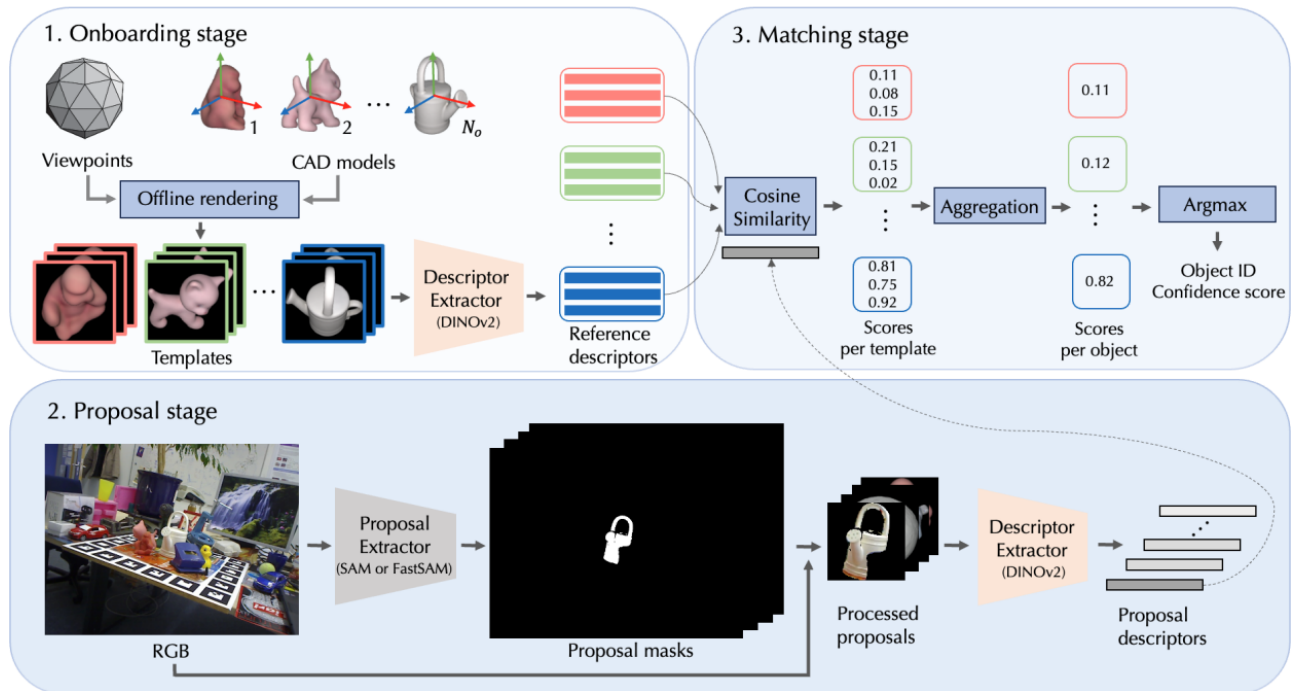 1. Onboarding stage
1
2
...
N_o
Viewpoints
CAD models
Offline rendering
...
Templates
Descriptor
Extractor
(DINOv2)
Reference
descriptors
3. Matching stage
Cosine
Similarity
0.11
0.08
0.15
0.21
0.15
0.02
0.81
0.75
0.92
Scores
per template
Aggregation
0.11
0.12
0.82
Scores
per object
Argmax
Object ID
Confidence score
2. Proposal stage
RGB
Proposal
Extractor
(SAM or FastSAM)
Proposal masks
Processed
proposals
Descriptor
Extractor
(DINOv2)
Proposal
descriptors